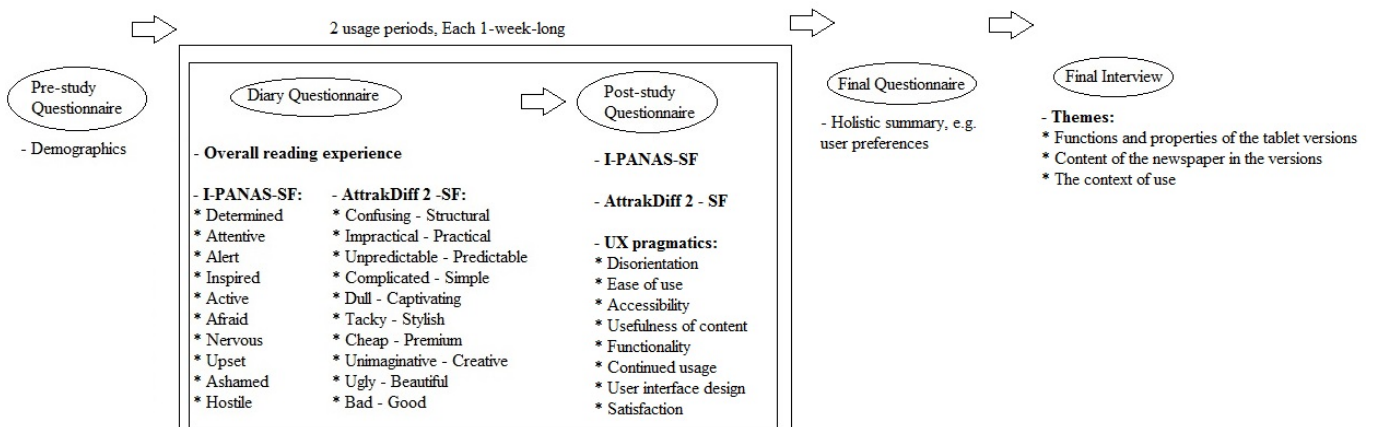 2 usage periods, Each 1-week-long
Pre-study
Questionnaire
- Demographics
Diary Questionnaire
- Overall reading experience
- I-PANAS-SF:
* Determined
* Attentive
* Alert
* Inspired
* Active
* Afraid
* Nervous
* Upset
* Ashamed
* Hostile
- AttrakDiff 2 -SF:
* Confusing - Structural
* Impractical - Practical
* Unpredictable - Predictable
* Complicated - Simple
* Dull - Captivating
* Tacky - Stylish
* Cheap - Premium
* Unimaginative - Creative
* Ugly - Beautiful
* Bad - Good
Post-study
Questionnaire
- I-PANAS-SF
- AttrakDiff 2 - SF
- UX pragmatics:
* Disorientation
* Ease of use
* Accessibility
* Usefulness of content
* Functionality
* Continued usage
* User interface design
* Satisfaction
Final Questionnaire
- Holistic summary, e.g.
user preferences
Final Interview
- Themes:
* Functions and properties of the tablet versions
* Content of the newspaper in the versions
* The context of use